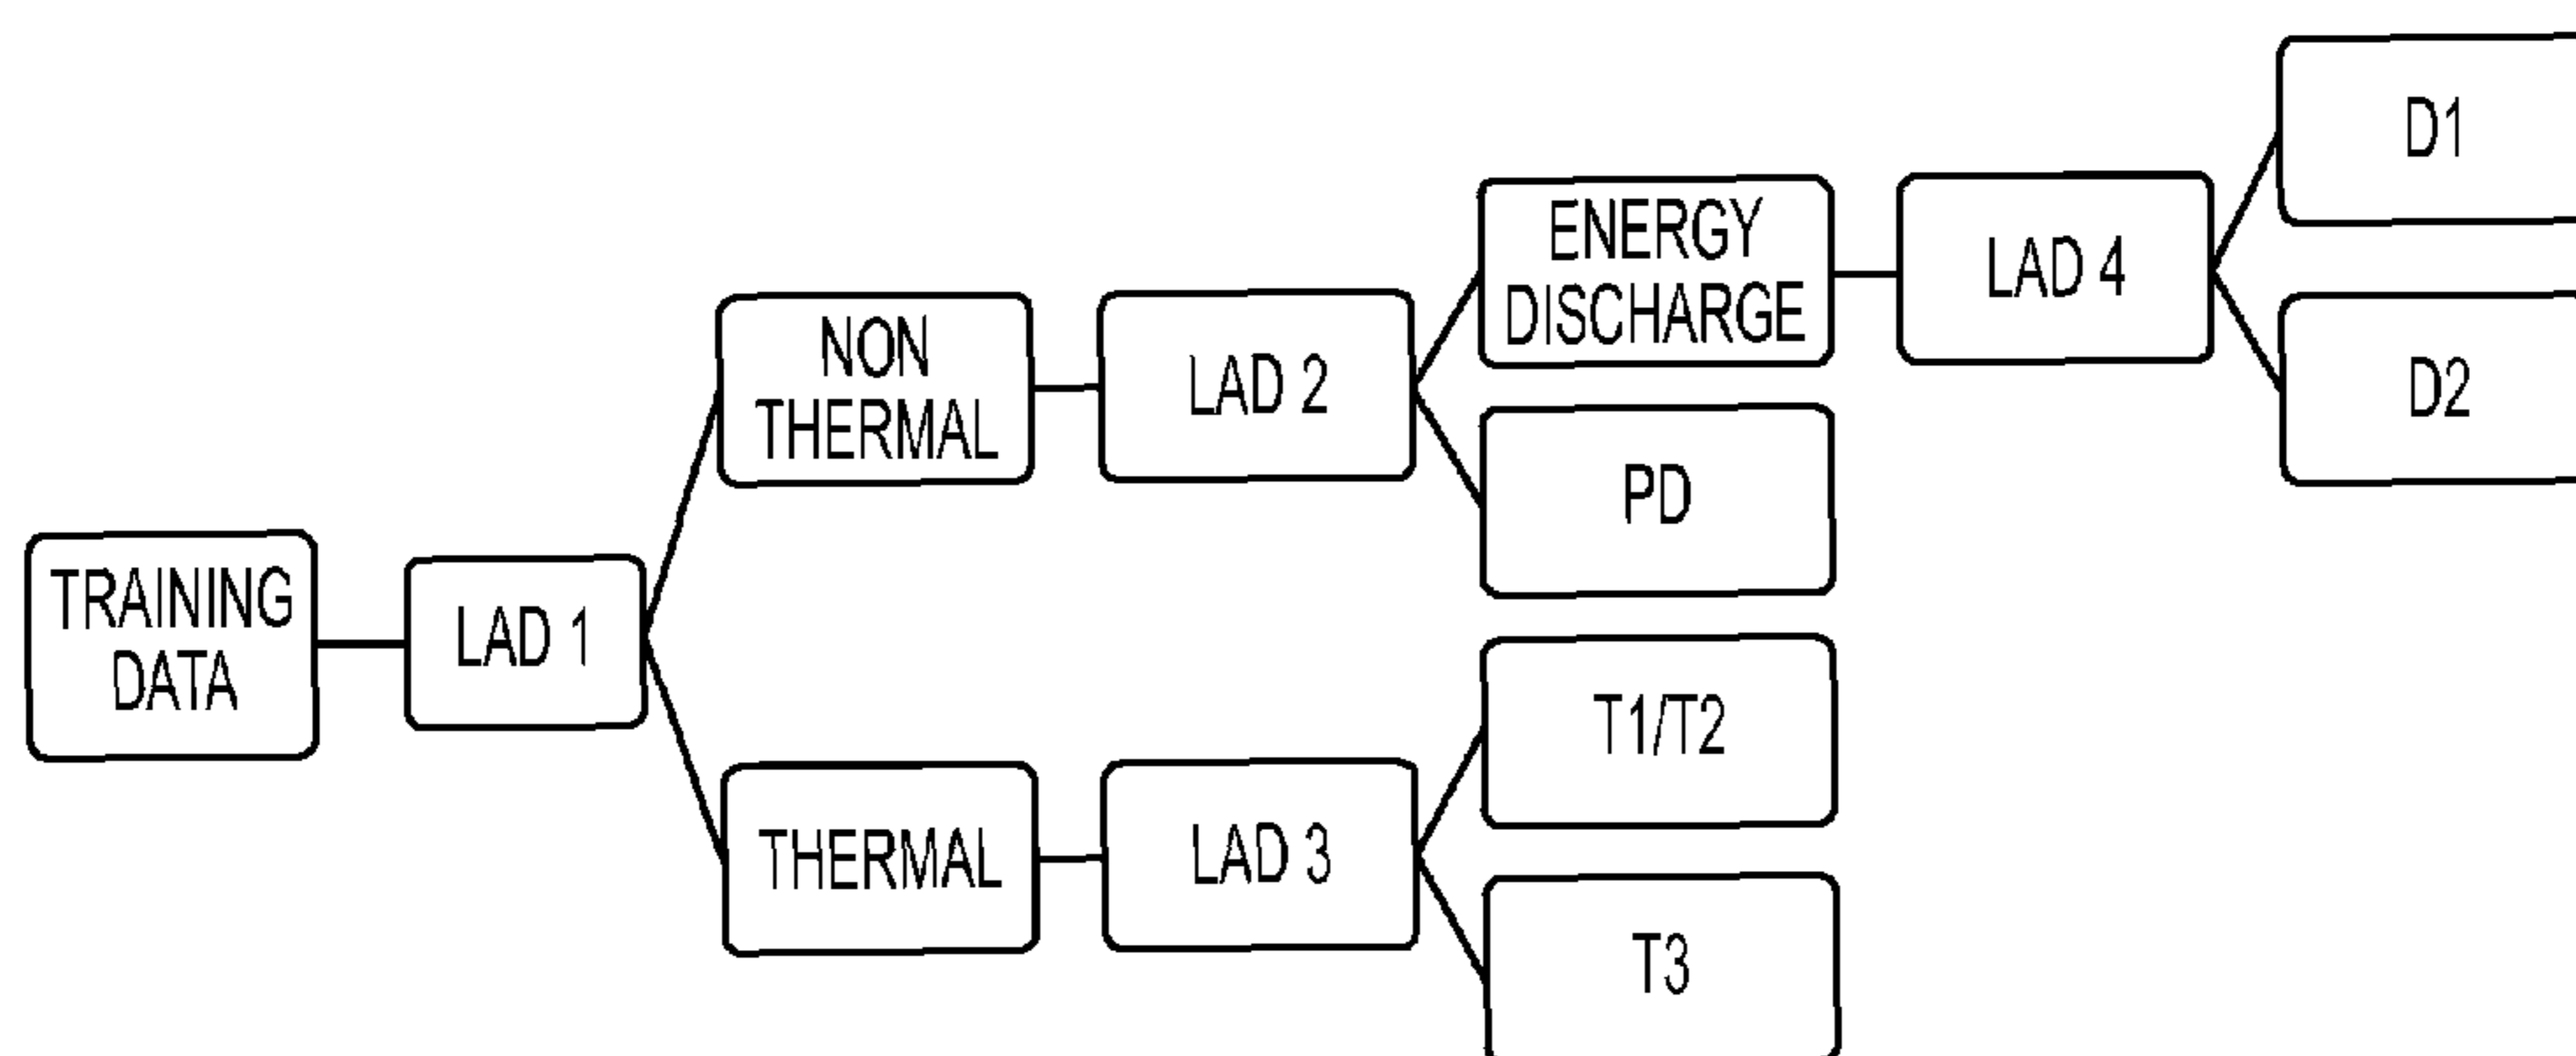 TRAINING
DATA
LAD 1
NON
THERMAL
LAD 2
ENERGY
DISCHARGE
LAD 4
D1
D2
PD
THERMAL
LAD 3
T1/T2
T3